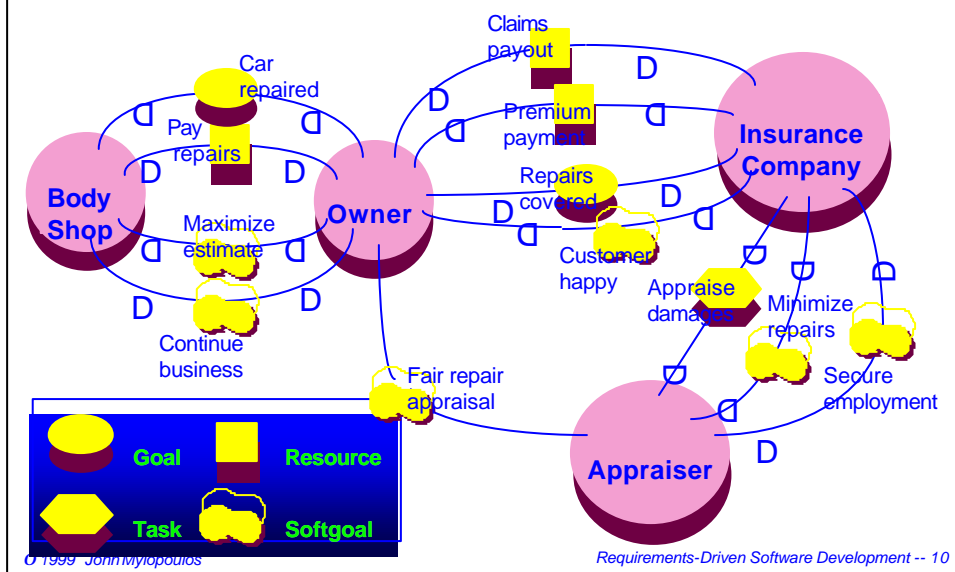 Claims
payout
Car
repaired
D
D
D
D
Pay
repairs
Premium
payment
D
D
Insurance
Company
D
D
Body
Shop
Owner
Repairs
covered
D
D
Maximize
estimate
D
D
D
D
Customer
happy
D
D
D
D
D
Appraise
damages
Minimize
repairs
Continue
business
Secure
employment
Fair repair
appraisal
D
D
D
Appraiser
Goal
Resource
Task
Softgoal
1999 John Mylopoulos
Requirements-Driven Software Development -- 10